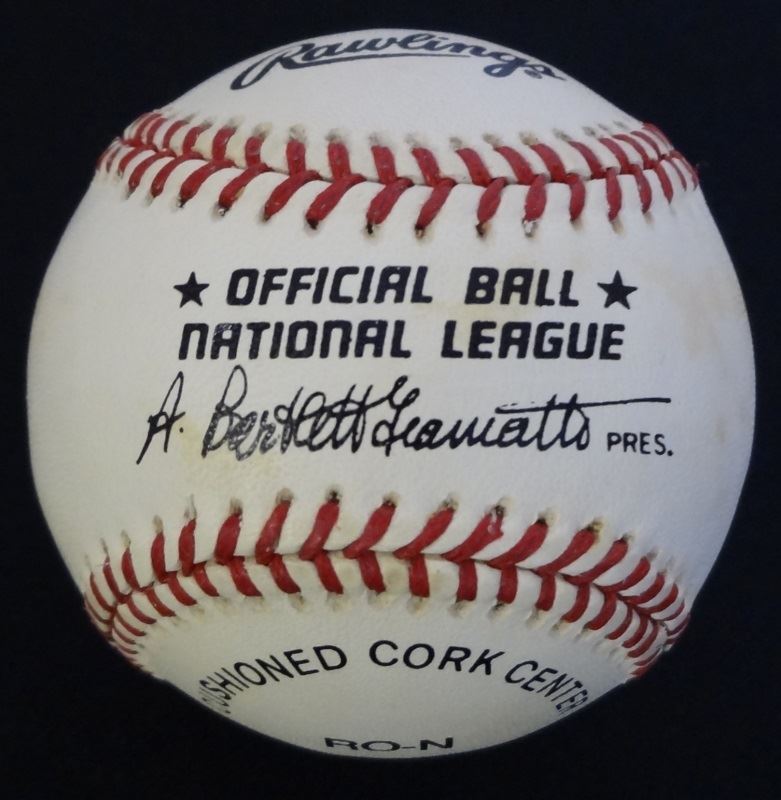 Rawlings
★ OFFICIAL BALL ★
NATIONAL LEAGUE
A. Bartlett Giamatti PRES.
CUSHIONED CORK CENTER
RO-N